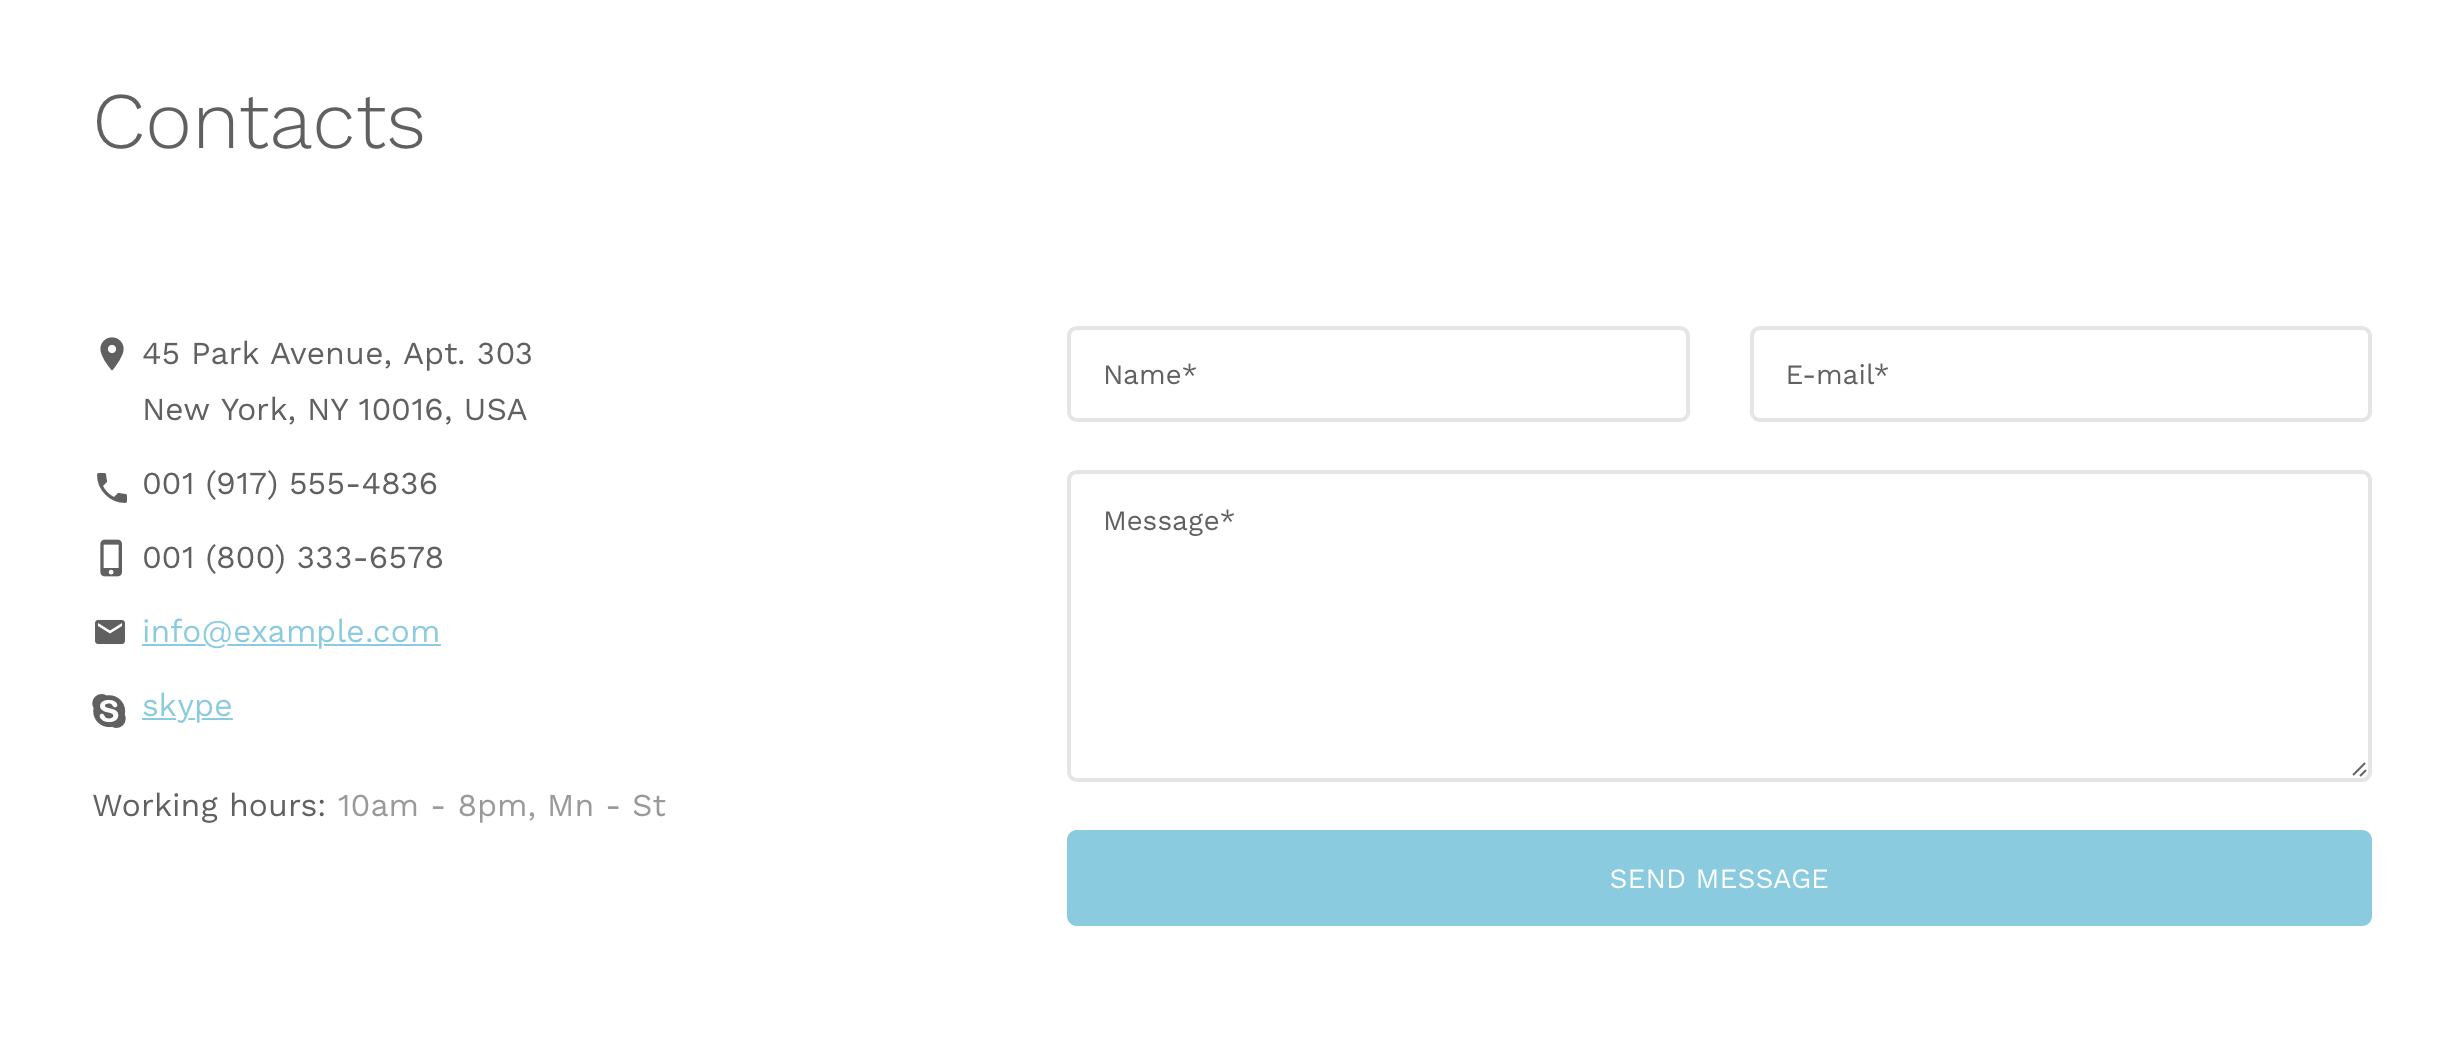 Contacts
45 Park Avenue, Apt. 303
New York, NY 10016, USA
001 (917) 555-4836
001 (800) 333-6578
info@example.com
skype
Working hours: 10am - 8pm, Mn - St
Name*
E-mail*
Message*
SEND MESSAGE